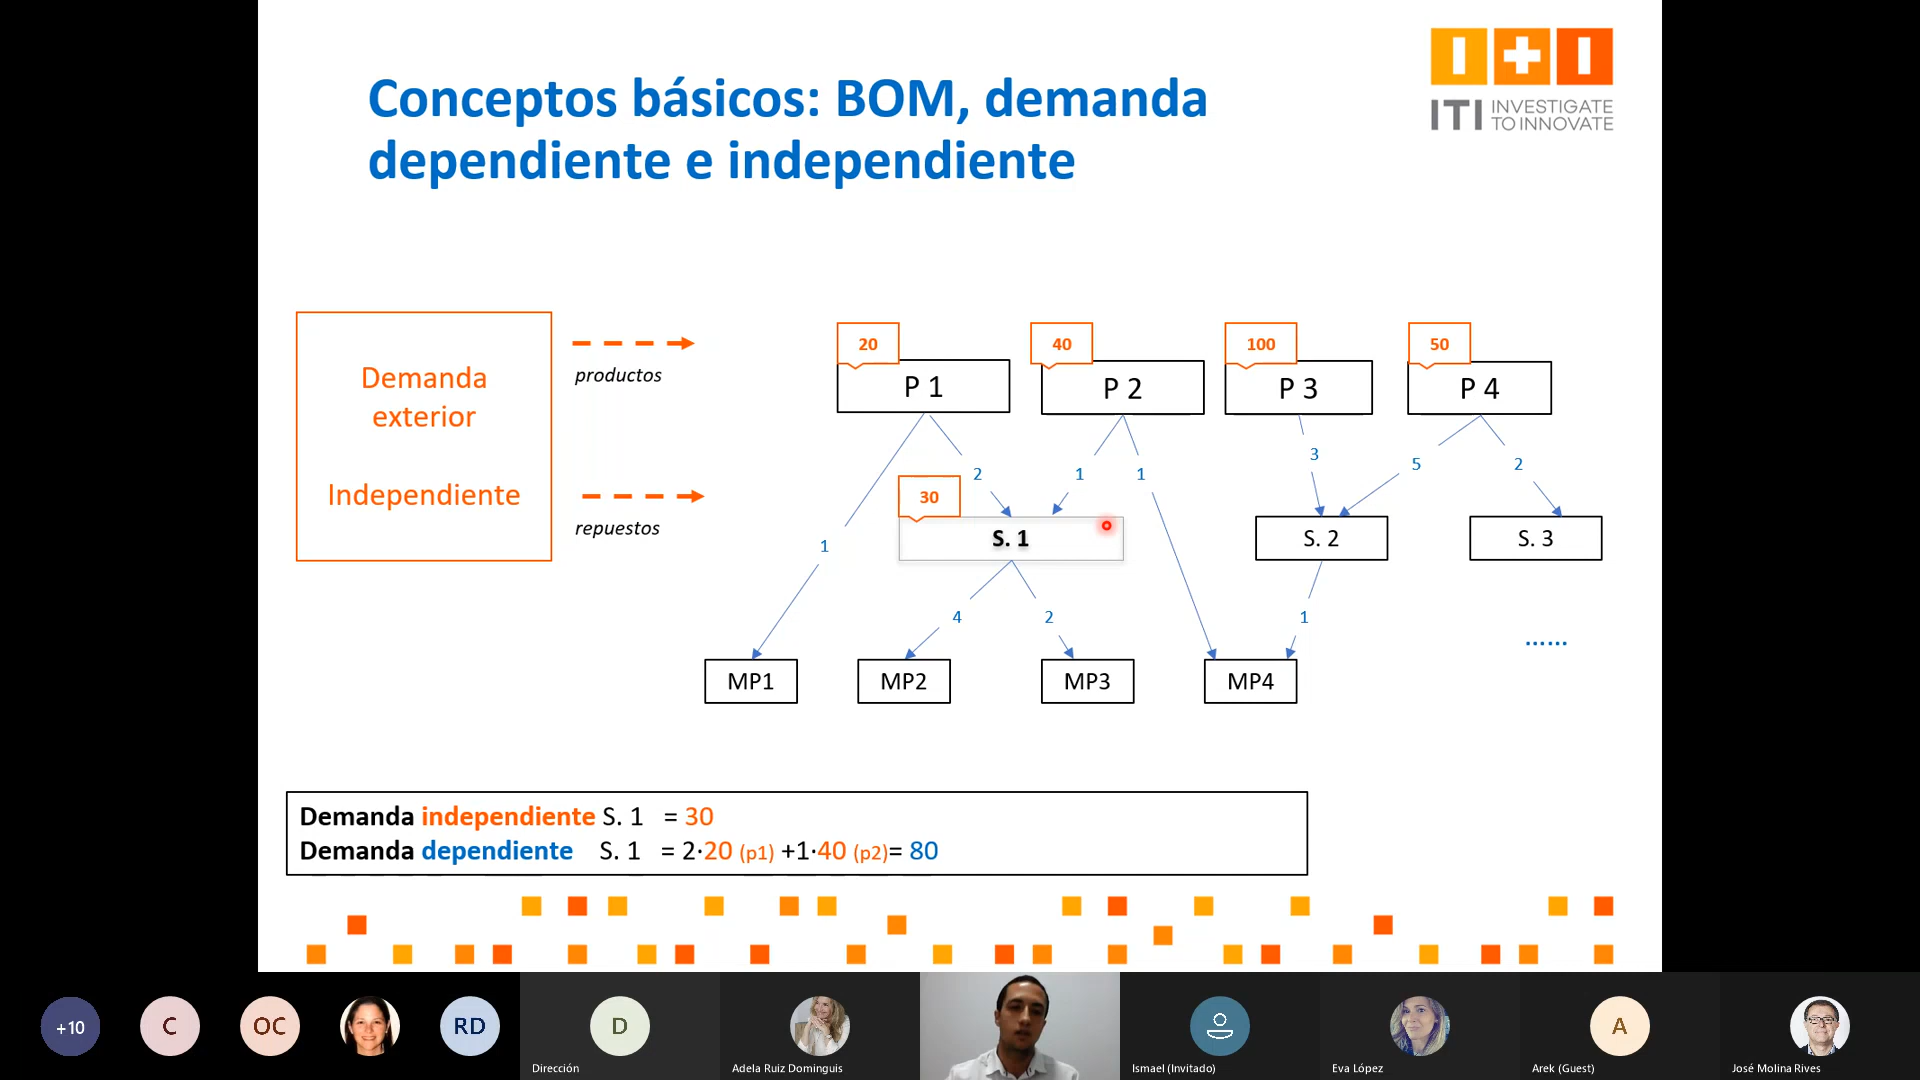 Conceptos básicos: BOM, demanda
dependiente e independiente
ITI INVESTIGATE
TO INNOVATE
Demanda
exterior
Independiente
productos
repuestos
20
40
100
50
P 1
P 2
P 3
P 4
3
5
2
2
1
1
30
S. 1
S. 2
S. 3
1
4
2
1
......
MP1
MP2
MP3
MP4
Demanda independiente S. 1 = 30
Demanda dependiente S. 1 = 2·20 (p1) +1·40 (p2)= 80
+10
C
OC
RD
D
A
Dirección
Adela Ruiz Dominguis
Ismael (Invitado)
Eva López
Arek (Guest)
José Molina Rives